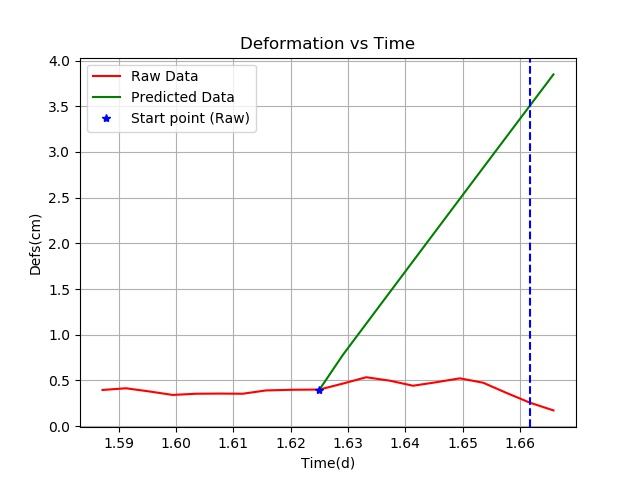 Deformation vs Time
4.0
3.5
3.0
2.5
2.0
1.5
1.0
0.5
0.0
Defs(cm)
Raw Data
Predicted Data
Start point (Raw)
1.59 1.60 1.61 1.62 1.63 1.64 1.65 1.66
Time(d)